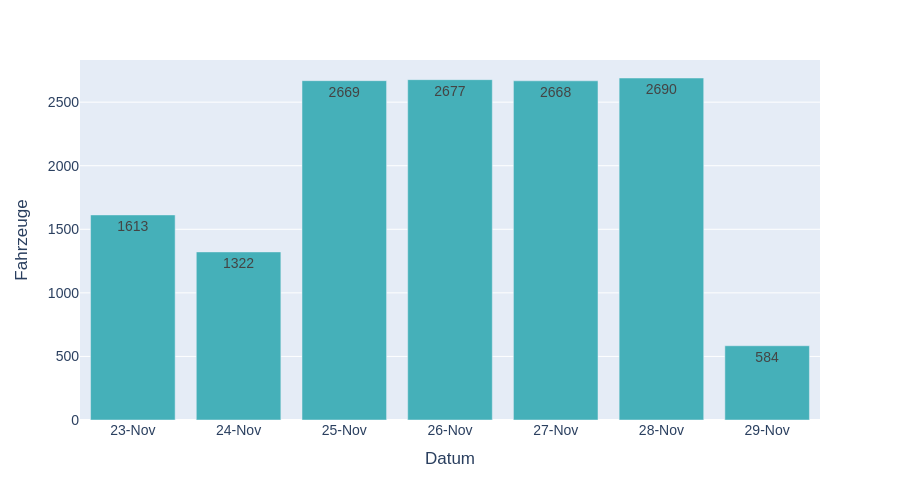 Fahrzeuge
2500
2000
1500
1000
500
0
1613
1322
2669
2677
2668
2690
584
23-Nov
24-Nov
25-Nov
26-Nov
27-Nov
28-Nov
29-Nov
Datum